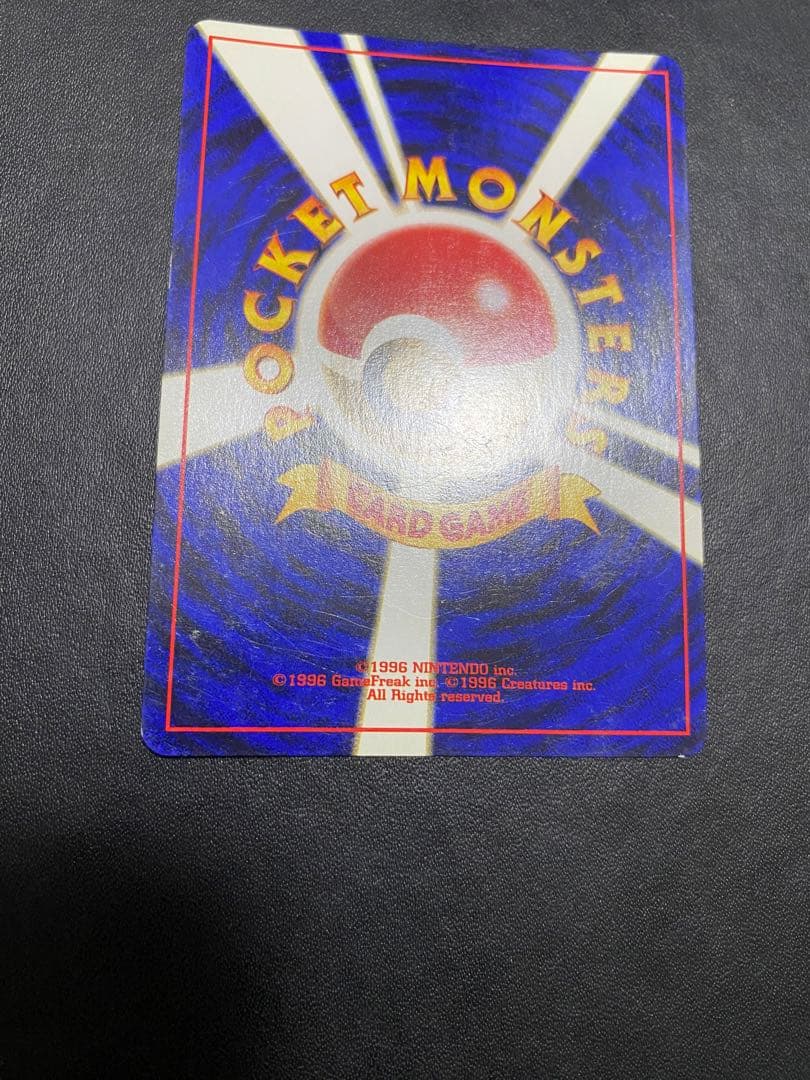 POCKET MONSTERS
CARD GAME
©1996 NINTENDO inc.
©1996 GameFreak inc. ©1996 Creatures inc.
All Rights reserved.